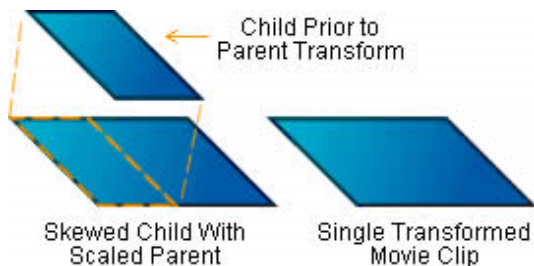 Child Prior to
Parent Transform
Skewed Child With
Scaled Parent
Single Transformed
Movie Clip